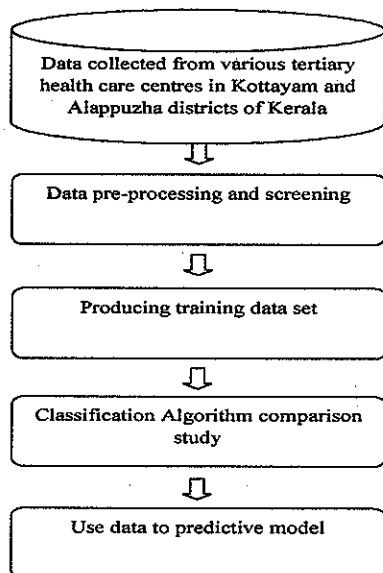 Data collected from various tertiary
health care centres in Kottayam and
Alappuzha districts of Kerala
Data pre-processing and screening
Producing training data set
Classification Algorithm comparison
study
Use data to predictive model